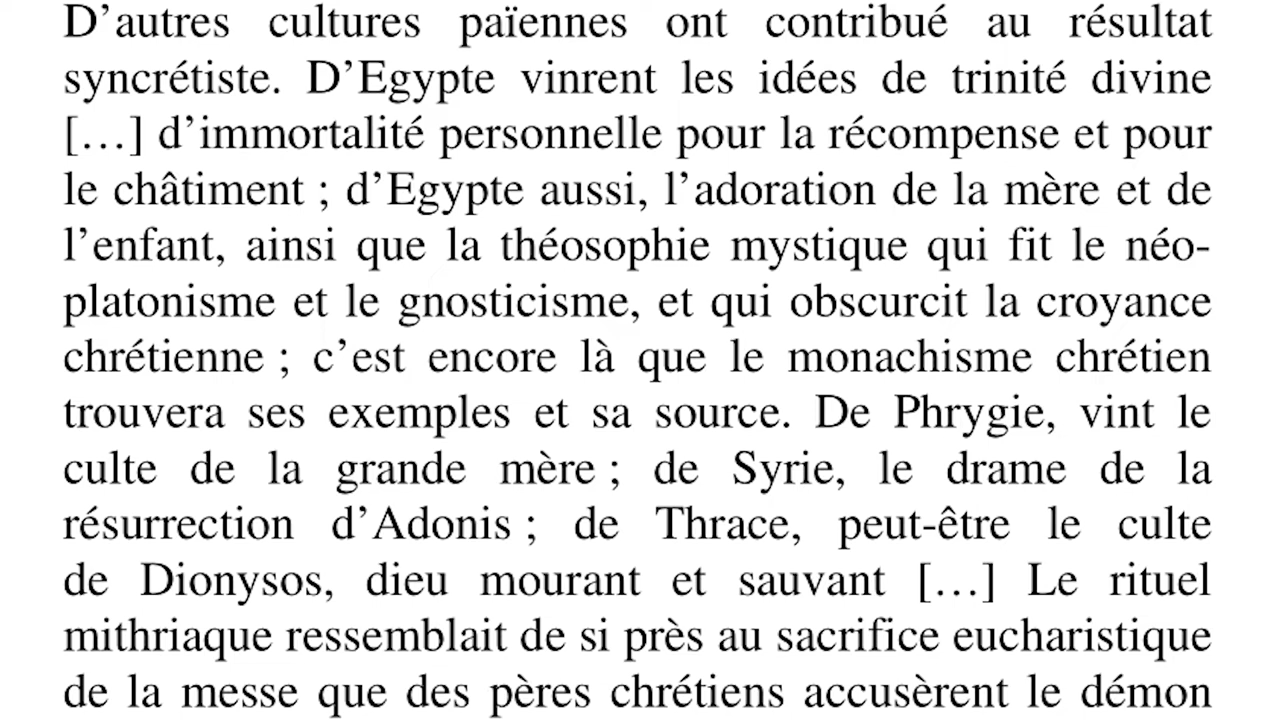 D’autres cultures païennes ont contribué au résultat
syncrétiste. D’Egypte vinrent les idées de trinité divine
[…] d’immortalité personnelle pour la récompense et pour
le châtiment ; d’Egypte aussi, l’adoration de la mère et de
l’enfant, ainsi que la théosophie mystique qui fit le néo-
platonisme et le gnosticisme, et qui obscurcit la croyance
chrétienne ; c’est encore là que le monachisme chrétien
trouvera ses exemples et sa source. De Phrygie, vint le
culte de la grande mère ; de Syrie, le drame de la
résurrection d’Adonis ; de Thrace, peut-être le culte
de Dionysos, dieu mourant et sauvant […] Le rituel
mithriaque ressemblait de si près au sacrifice eucharistique
de la messe que des pères chrétiens accusèrent le démon